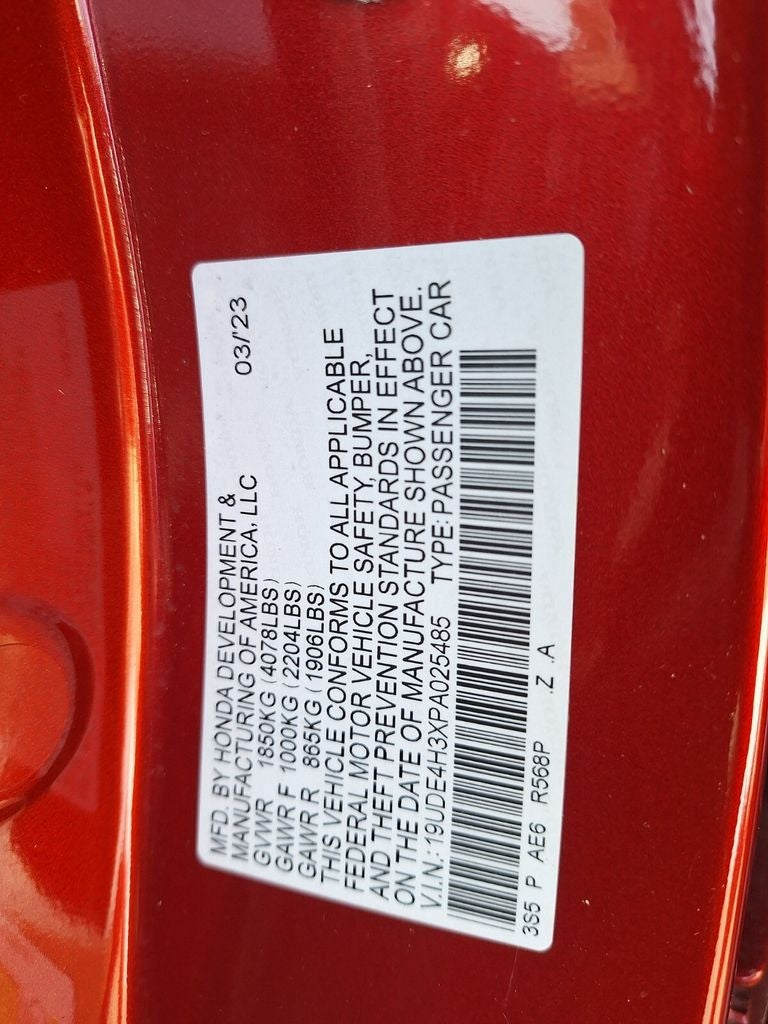 MFD. BY HONDA DEVELOPMENT &
MANUFACTURING OF AMERICA, LLC 03/'23
GVWR 1850KG (4078LBS)
GAWR F 1000KG (2204LBS)
GAWR R 865KG (1906LBS)
THIS VEHICLE CONFORMS TO ALL APPLICABLE
FEDERAL MOTOR VEHICLE SAFETY, BUMPER,
AND THEFT PREVENTION STANDARDS IN EFFECT
ON THE DATE OF MANUFACTURE SHOWN ABOVE.
V.I.N.: 19UDE4H3XPA025485 TYPE: PASSENGER CAR
3S5 P AE6 R568P .Z .A